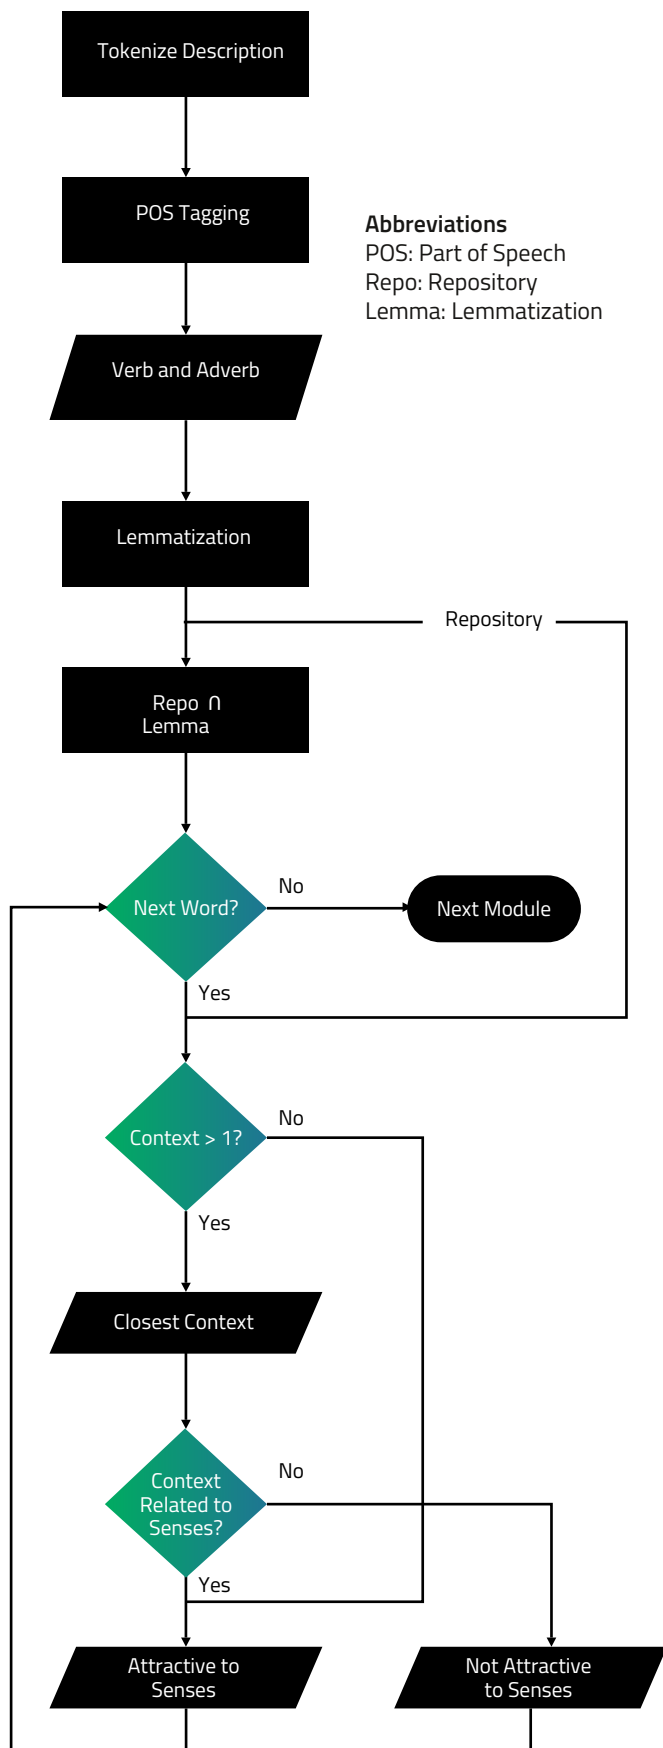 Tokenize Description
POS Tagging
Abbreviations
POS: Part of Speech
Repo: Repository
Lemma: Lemmatization
Verb and Adverb
Lemmatization
Repository
Repo ∩
Lemma
Next Word?
No
Next Module
Yes
Context > 1?
No
Yes
Closest Context
Context
Related to
Senses?
No
Yes
Attractive to
Senses
Not Attractive
to Senses